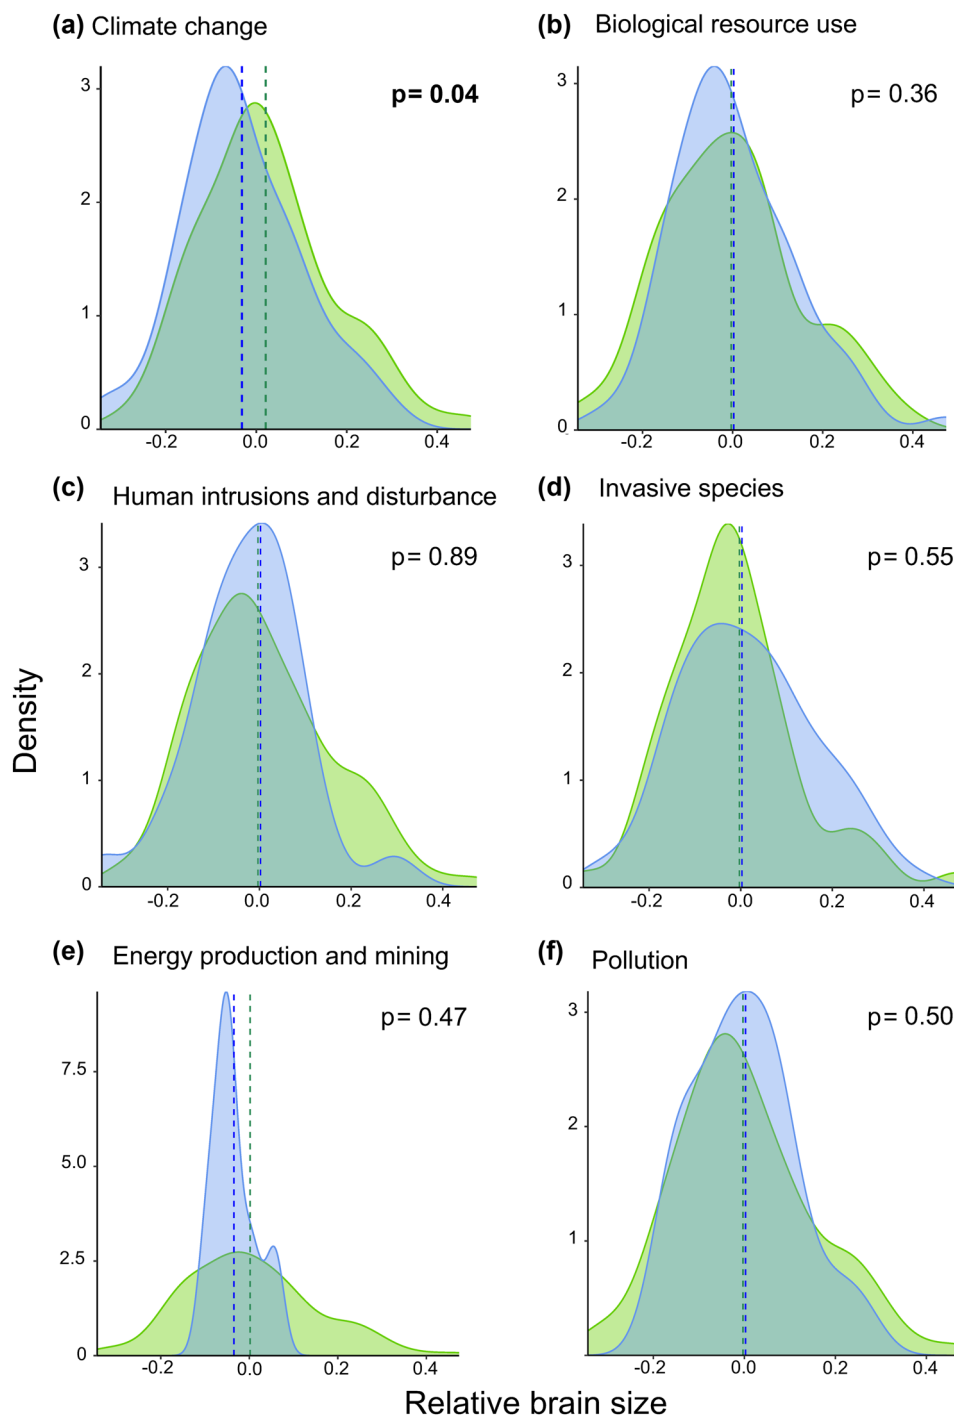 (a) Climate change
p= 0.04
3
2
1
0
-0.2 0.0 0.2 0.4
(b) Biological resource use
p= 0.36
3
2
1
0
-0.2 0.0 0.2 0.4
(c) Human intrusions and disturbance
p= 0.89
3
2
1
0
-0.2 0.0 0.2 0.4
(d) Invasive species
p= 0.55
3
2
1
0
-0.2 0.0 0.2 0.4
Density
(e) Energy production and mining
p= 0.47
7.5
5.0
2.5
0
-0.2 0.0 0.2 0.4
(f) Pollution
p= 0.50
3
2
1
-0.2 0.0 0.2 0.4
Relative brain size